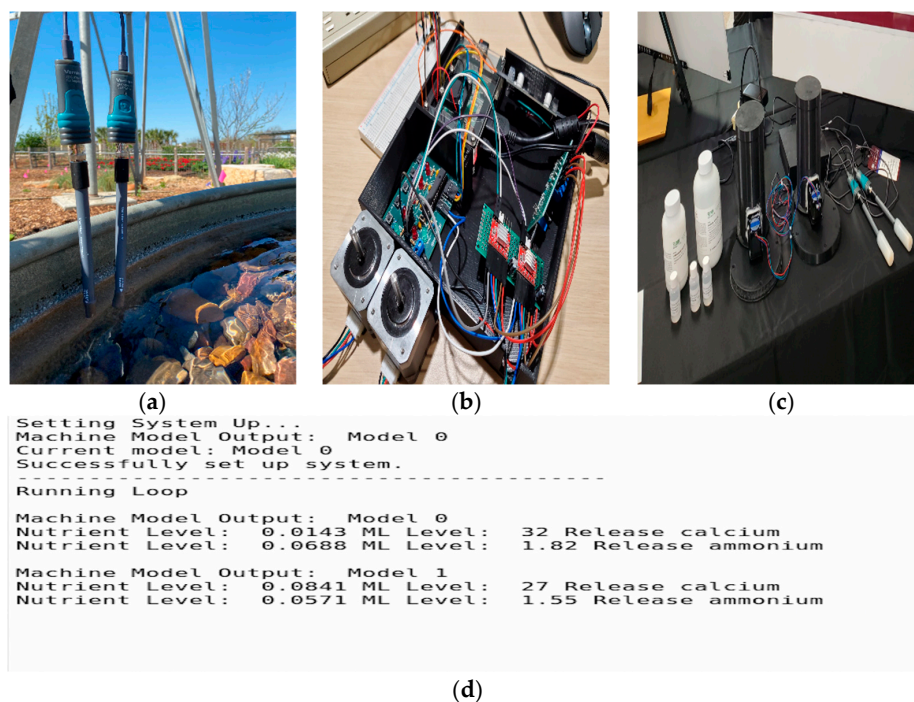 (a)
(b)
(c)
Setting System Up...
Machine Model Output:  Model 0
Current model: Model 0
Successfully set up system.
-------------------------------------------
Running Loop
Machine Model Output:  Model 0
Nutrient Level:  0.0143 ML Level:  32 Release calcium
Nutrient Level:  0.0688 ML Level:  1.82 Release ammonium
Machine Model Output:  Model 1
Nutrient Level:  0.0841 ML Level:  27 Release calcium
Nutrient Level:  0.0571 ML Level:  1.55 Release ammonium
(d)